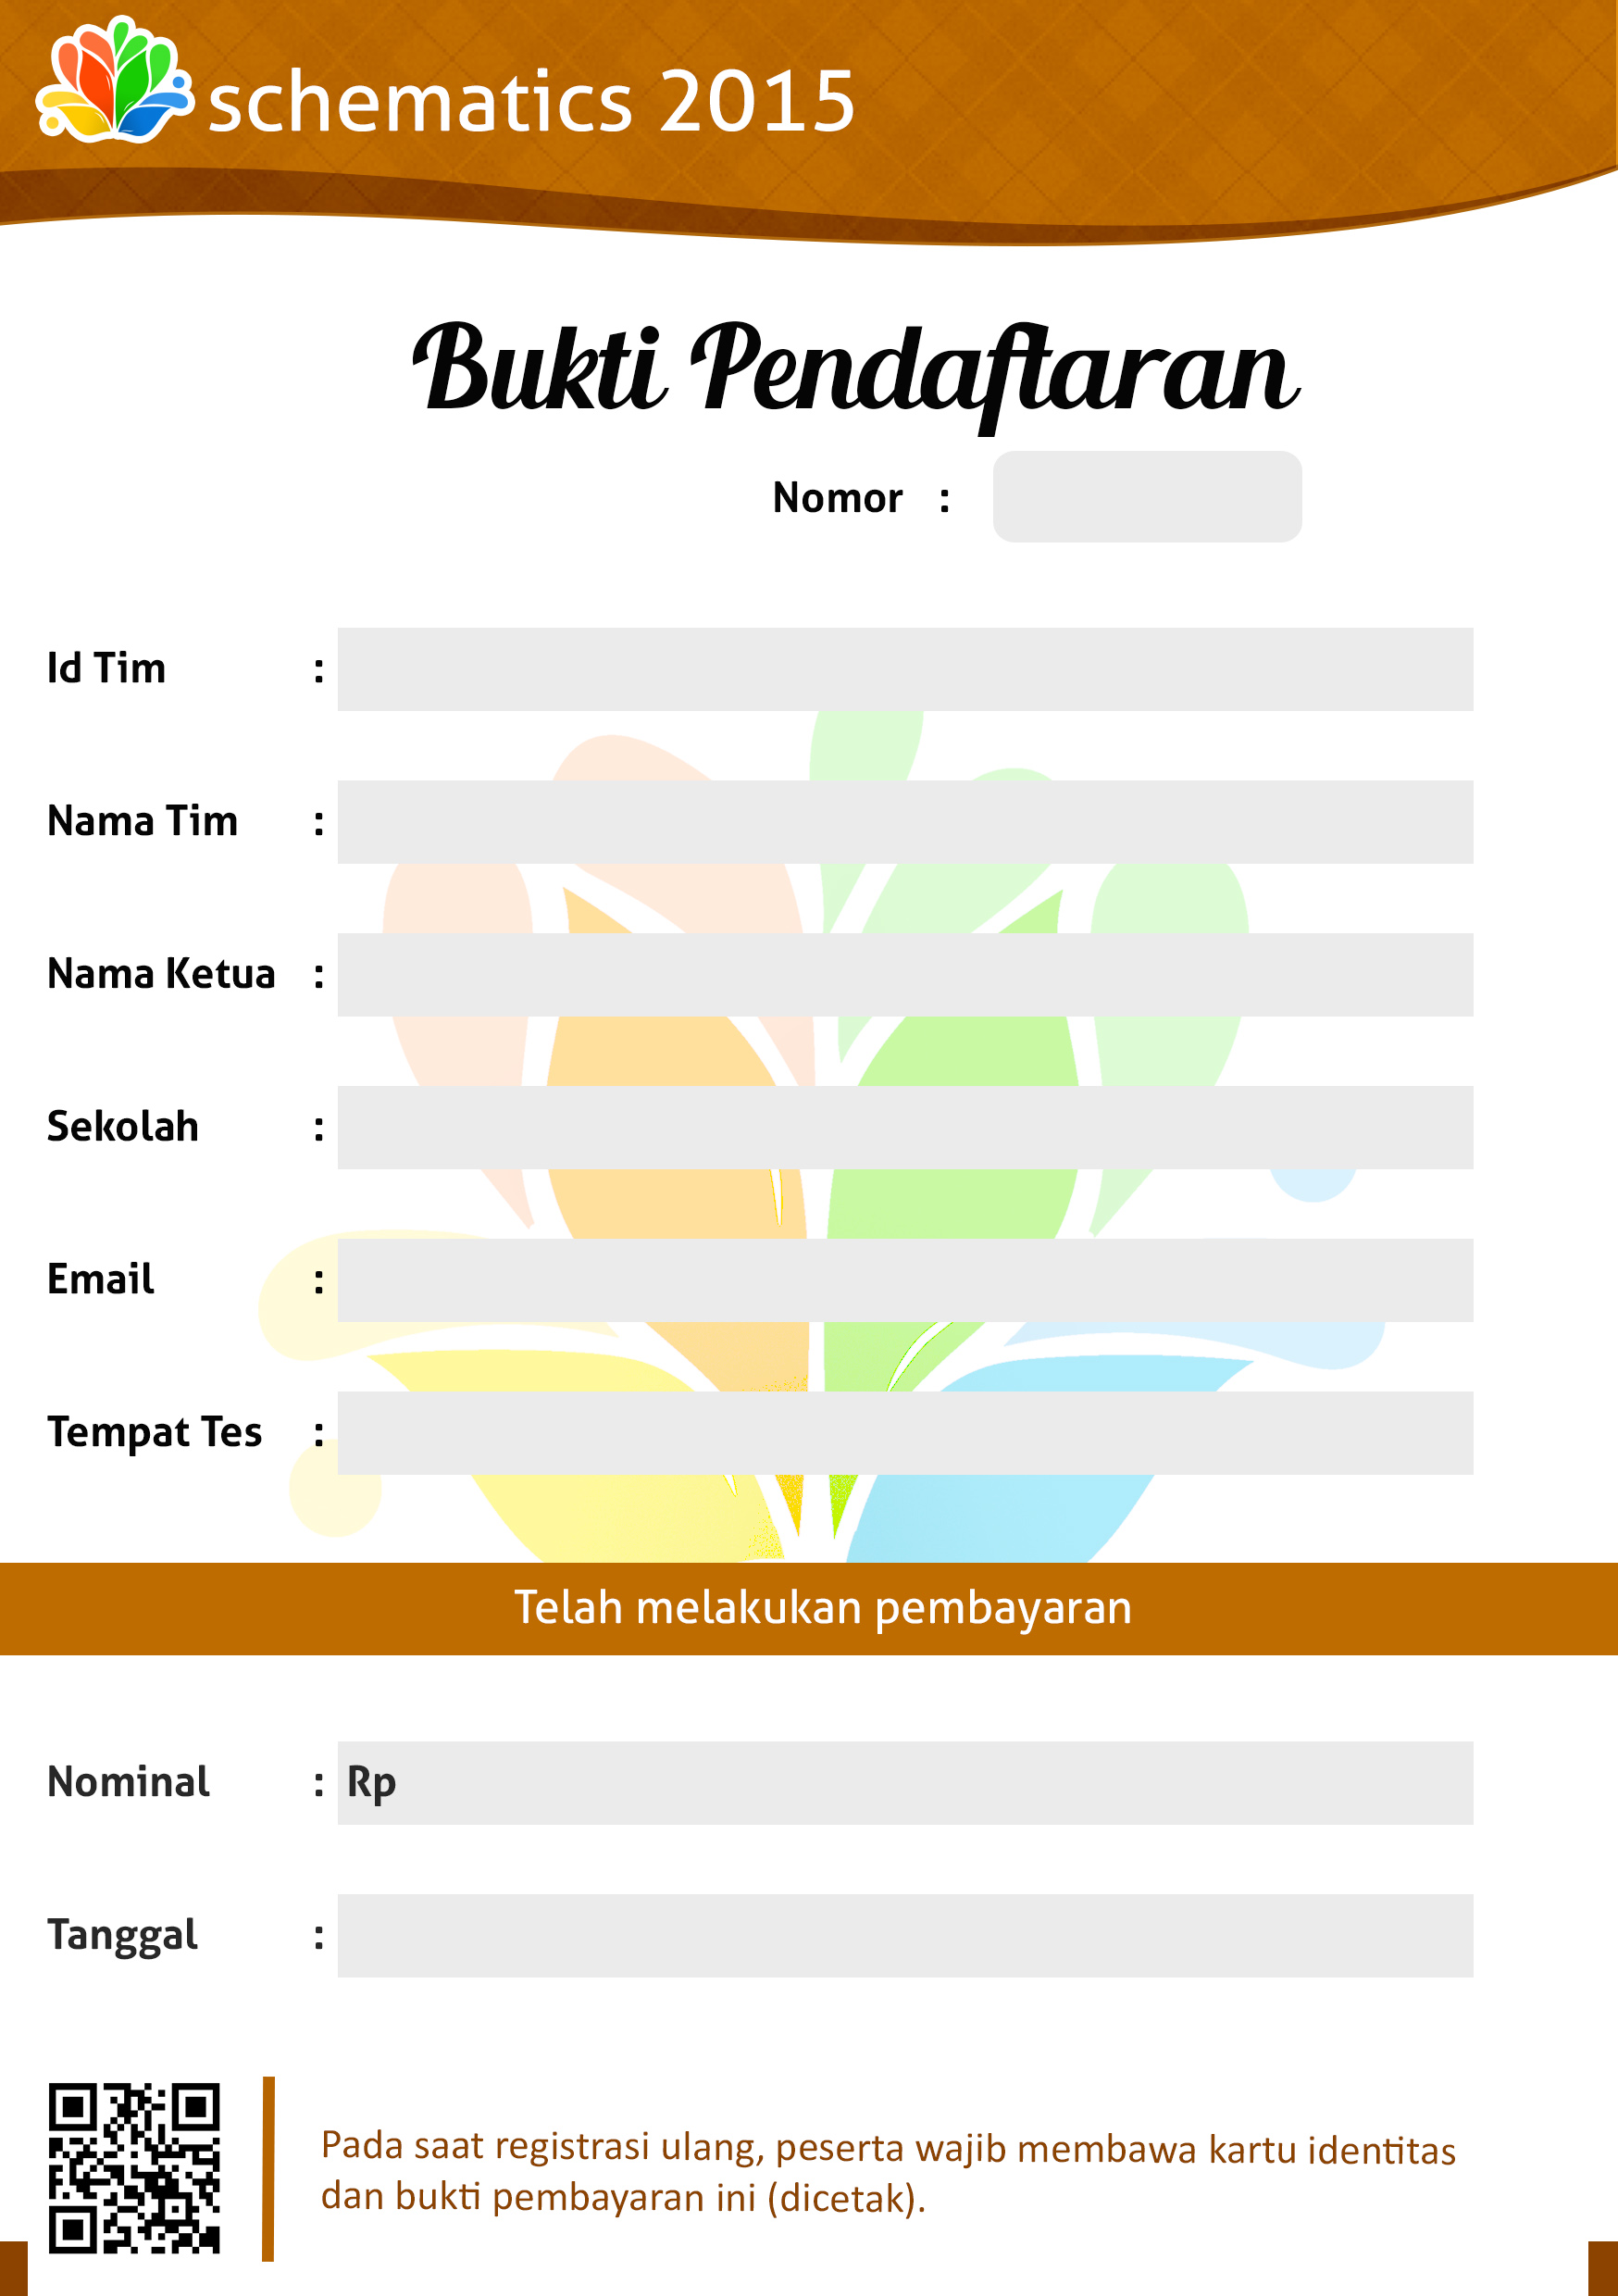 schematics 2015
Bukti Pendaftaran
Nomor :
Id Tim :
Nama Tim :
Nama Ketua :
Sekolah :
Email :
Tempat Tes :
Telah melakukan pembayaran
Nominal : Rp
Tanggal :
Pada saat registrasi ulang, peserta wajib membawa kartu identitas
dan bukti pembayaran ini (dicetak).